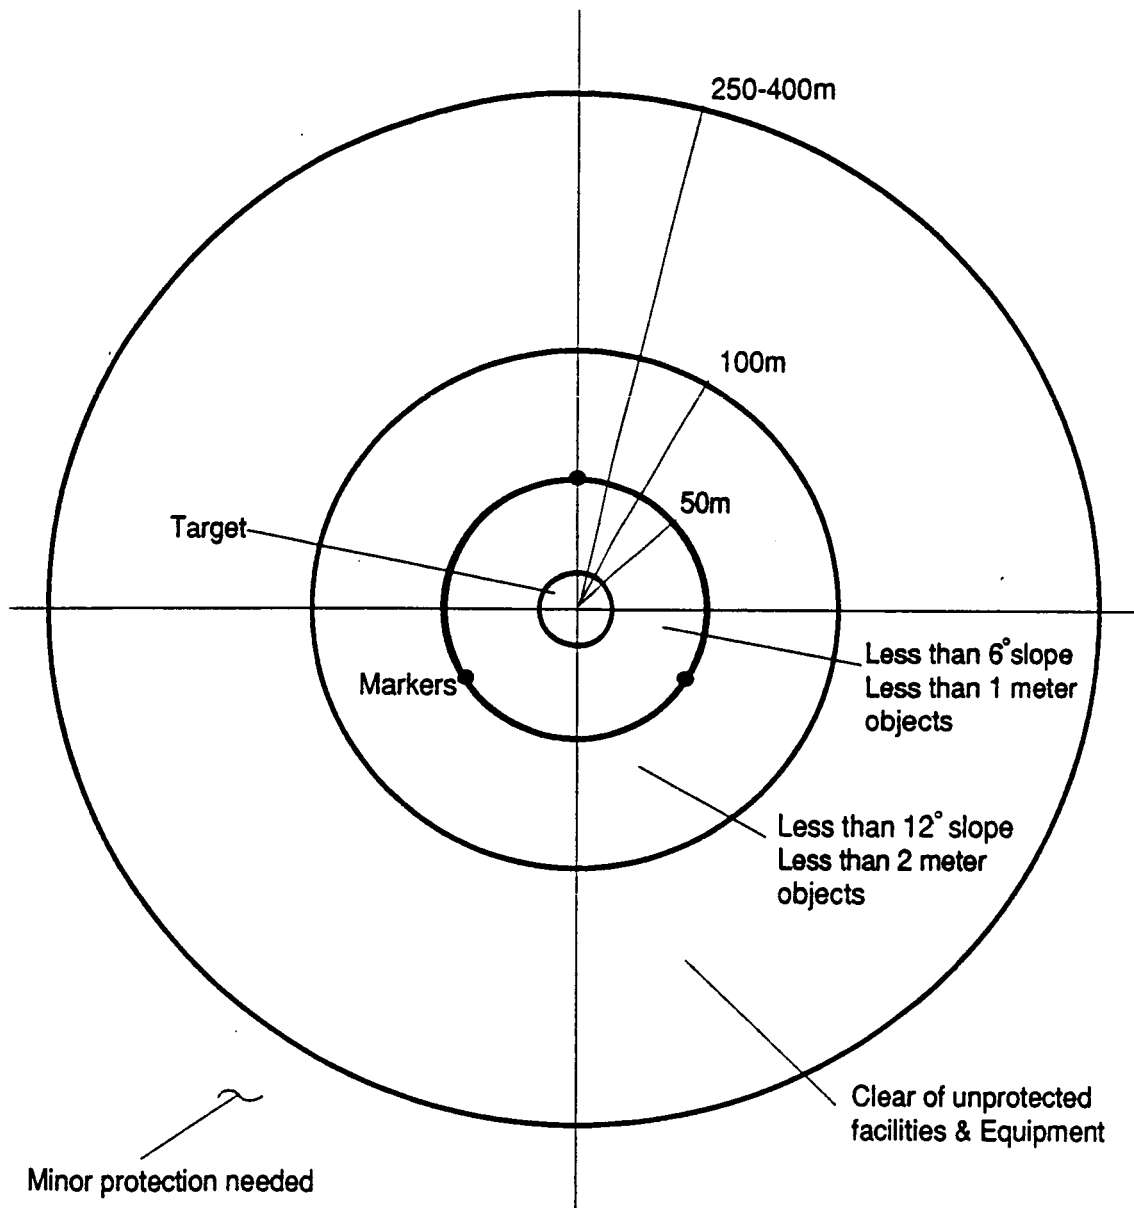 250-400m
100m
50m
Target
Less than 6° slope
Less than 1 meter
objects
Markers
Less than 12° slope
Less than 2 meter
objects
Clear of unprotected
facilities & Equipment
Minor protection needed